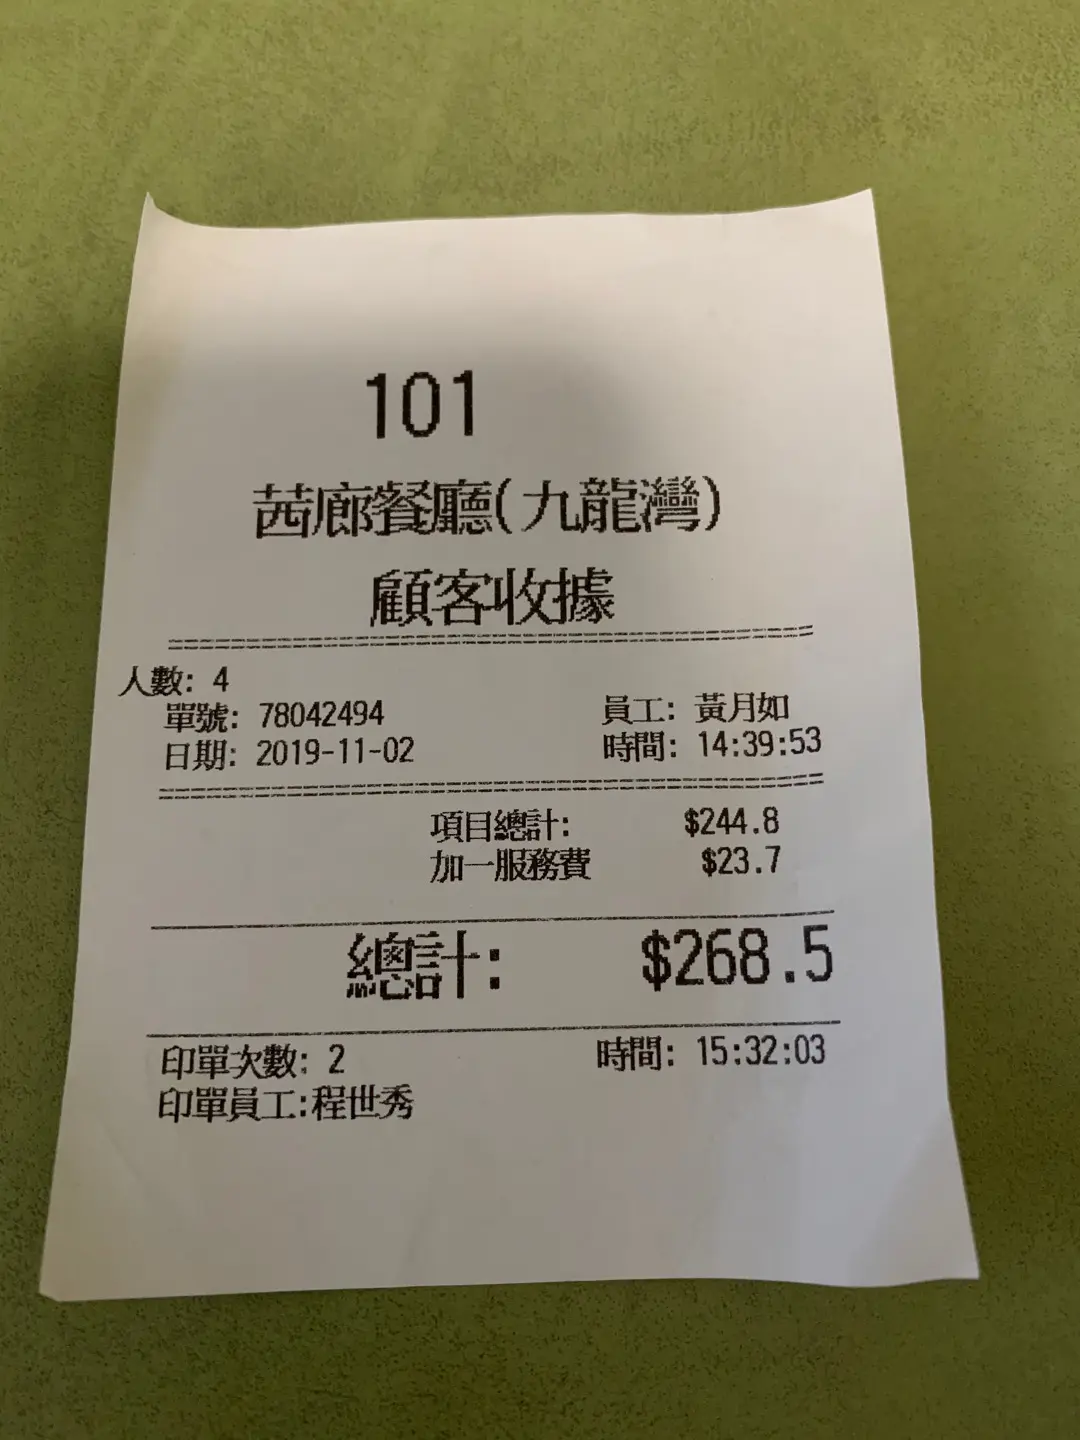 101
茜廊餐廳(九龍灣)
顧客收據
人數: 4
單號: 78042494 員工: 黃月如
日期: 2019-11-02 時間: 14:39:53
項目總計: $244.8
加一服務費 $23.7
總計: $268.5
印單次數: 2 時間: 15:32:03
印單員工:程世秀